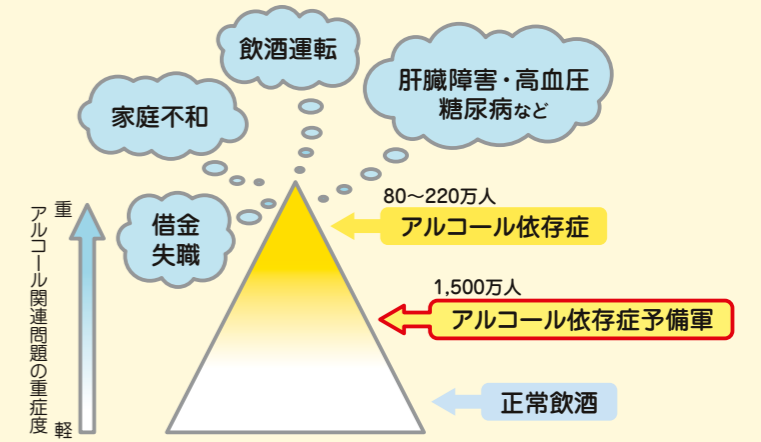 飲酒運転
肝臓障害・高血圧
糖尿病など
家庭不和
借金
失職
80〜220万人
アルコール依存症
1,500万人
アルコール依存症予備軍
正常飲酒
重
アルコール関連問題の重症度
軽